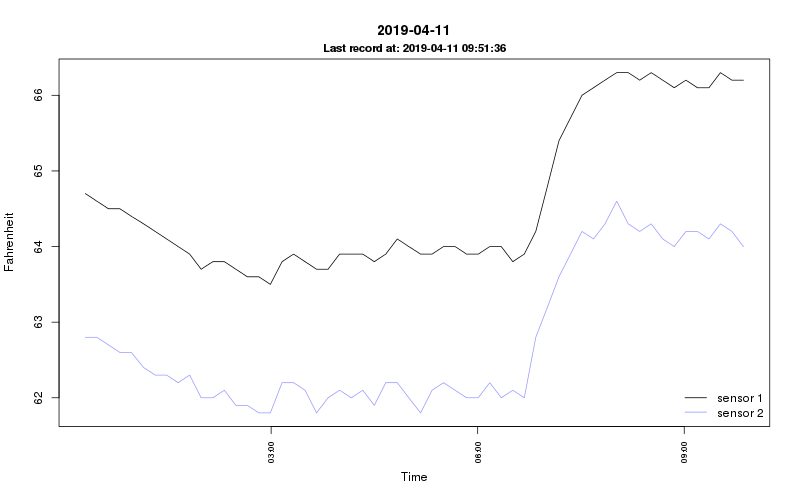 2019-04-11
Last record at: 2019-04-11 09:51:36
Fahrenheit
66
65
64
63
62
sensor 1
sensor 2
03:00
06:00
09:00
Time